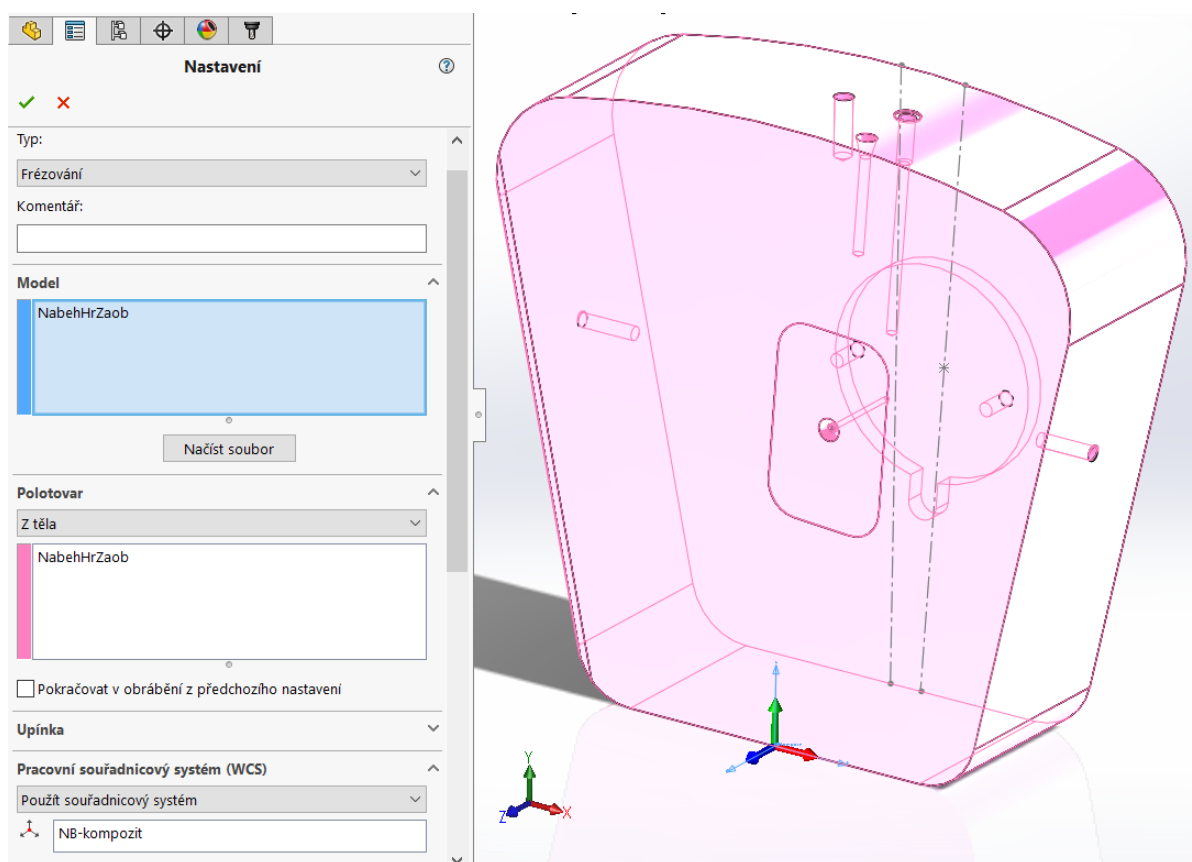 Nastavení
Typ:
Frézování
Komentář:
Model
NabehHrZaob
Načíst soubor
Polotovar
Z těla
NabehHrZaob
Pokračovat v obrábění z předchozího nastavení
Upínka
Pracovní souřadnicový systém (WCS)
Použít souřadnicový systém
NB-kompozit
Y
Z
X